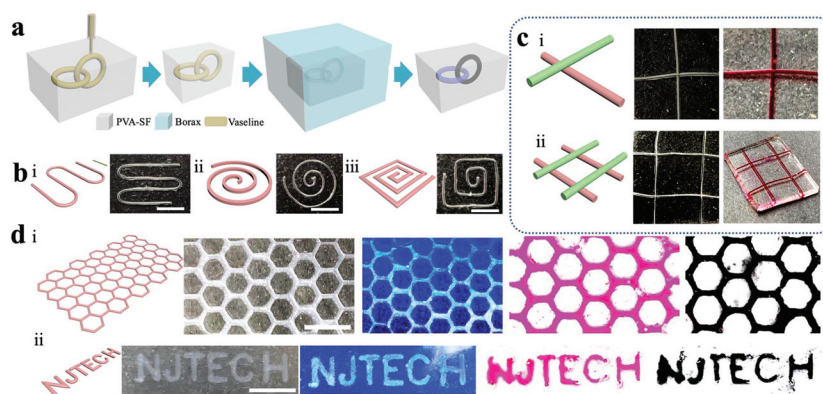 a
PVA-SF Borax Vaseline
b i ii iii
c i
ii
d i
ii
NJTECH NJTECH NJTECH NJTECH NJTECH